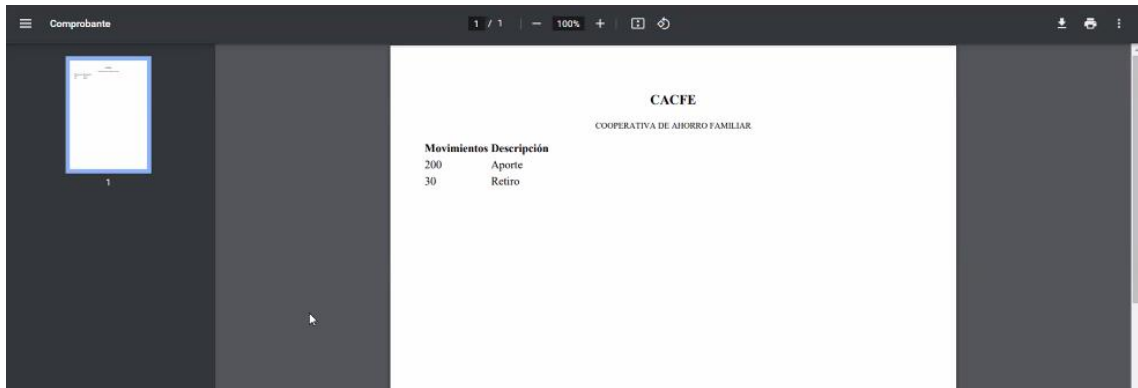 Comprobante
1 / 1
100%
1
CACFE
COOPERATIVA DE AHORRO FAMILIAR
Movimientos Descripción
200 Aporte
30 Retiro